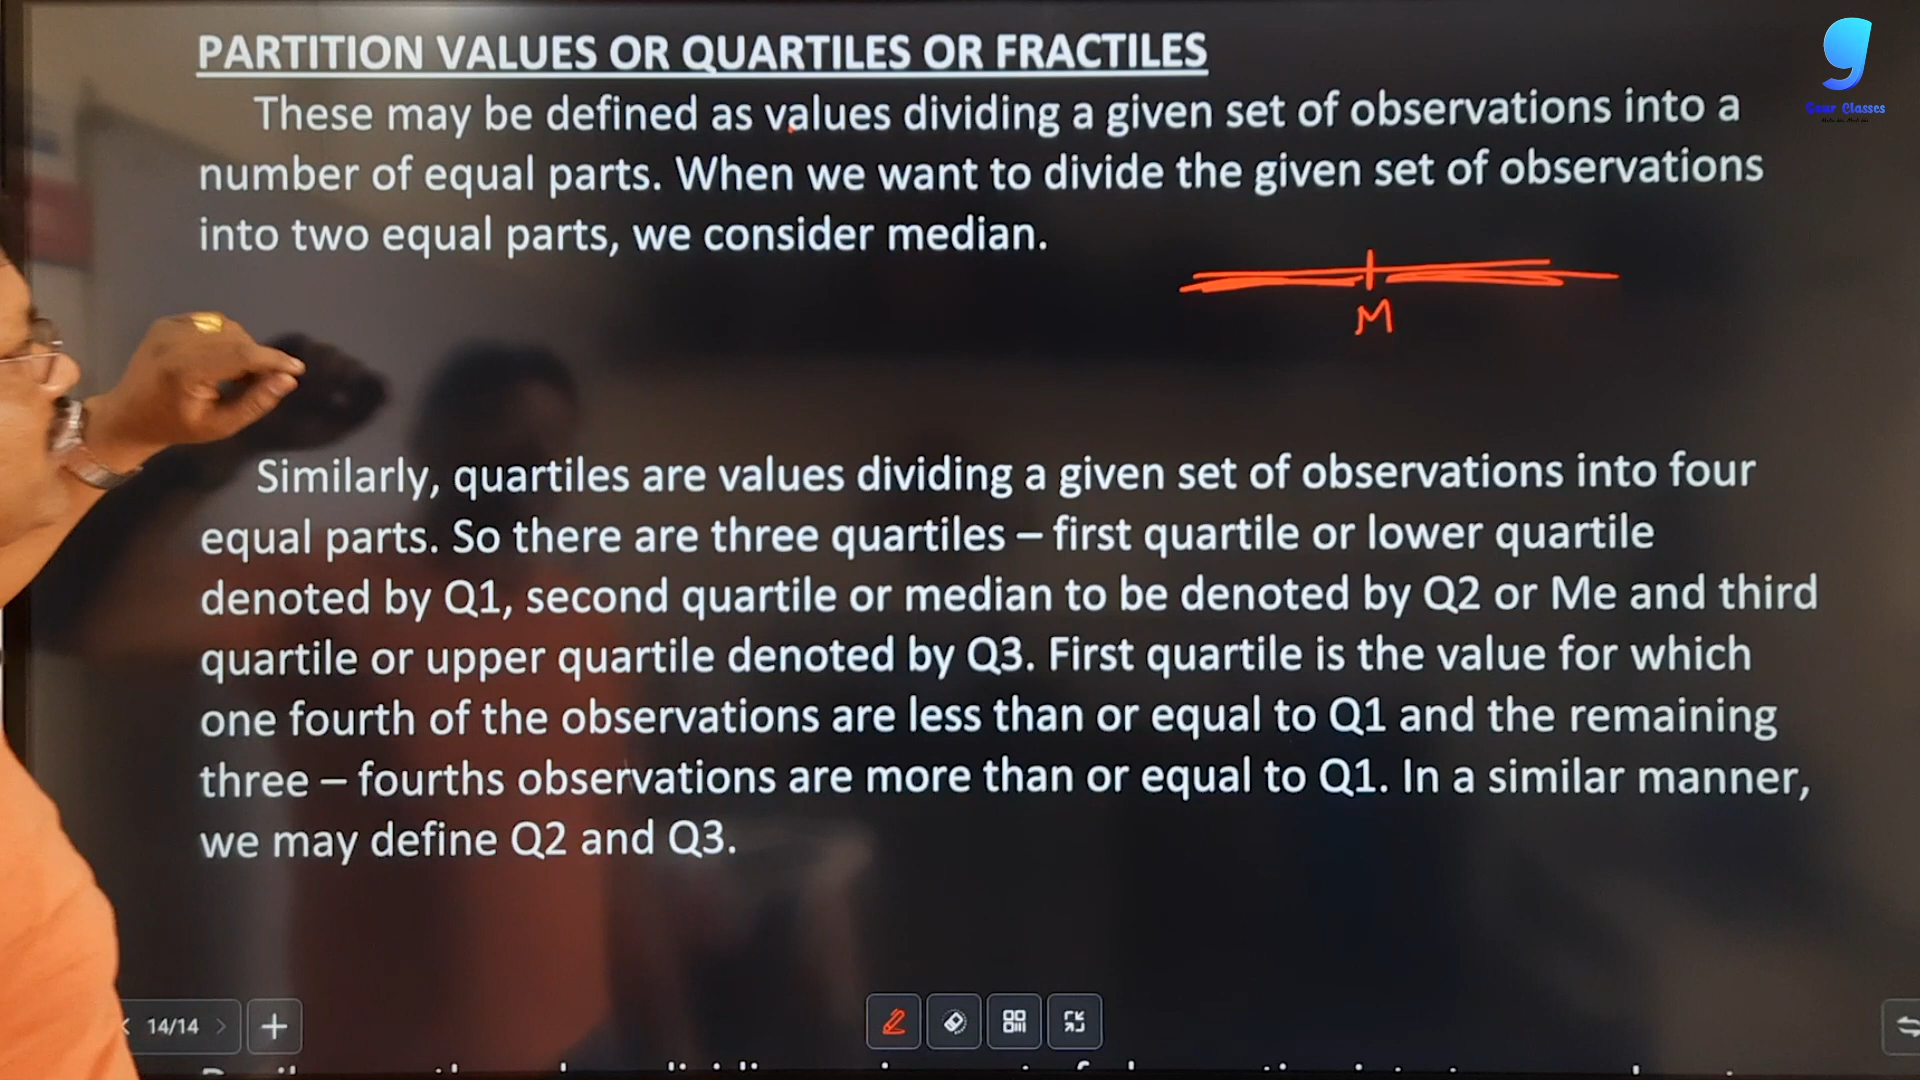 PARTITION VALUES OR QUARTILES OR FRACTILES
These may be defined as values dividing a given set of observations into a
number of equal parts. When we want to divide the given set of observations
into two equal parts, we consider median.
M
Similarly, quartiles are values dividing a given set of observations into four
equal parts. So there are three quartiles – first quartile or lower quartile
denoted by Q1, second quartile or median to be denoted by Q2 or Me and third
quartile or upper quartile denoted by Q3. First quartile is the value for which
one fourth of the observations are less than or equal to Q1 and the remaining
three – fourths observations are more than or equal to Q1. In a similar manner,
we may define Q2 and Q3.
14/14
Gour Classes